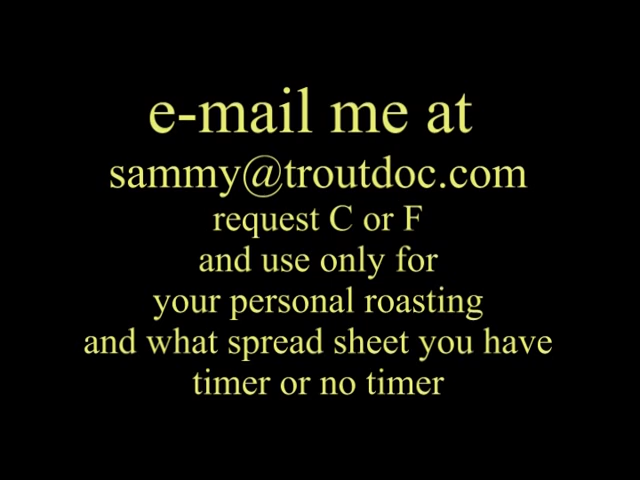 e-mail me at
sammy@troutdoc.com
request C or F
and use only for
your personal roasting
and what spread sheet you have
timer or no timer